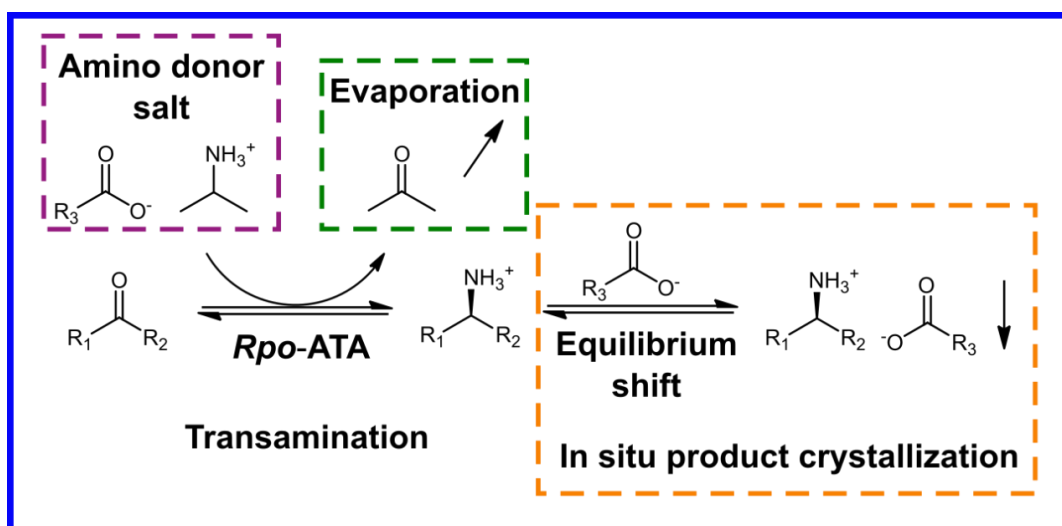 Amino donor
salt
Evaporation
O
NH₃⁺
R₃
O⁻
O
O
R₁
R₂
Rpo-ATA
NH₃⁺
R₁
R₂
O
R₃
O⁻
Equilibrium
shift
NH₃⁺
R₁
R₂
O
⁻O
R₃
Transamination
In situ product crystallization